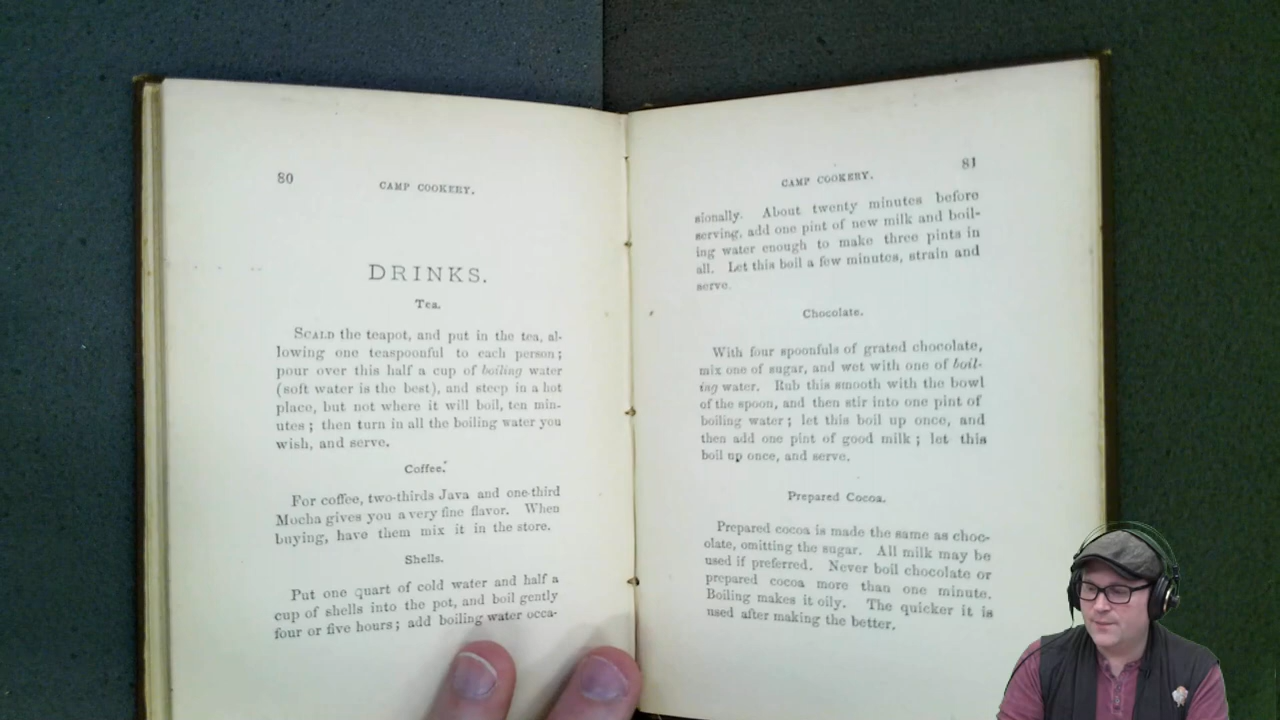 80
CAMP COOKERY.
DRINKS.
Tea.
SCALD the teapot, and put in the tea, al-
lowing one teaspoonful to each person;
pour over this half a cup of boiling water
(soft water is the best), and steep in a hot
place, but not where it will boil, ten min-
utes; then turn in all the boiling water you
wish, and serve.
Coffee.
For coffee, two-thirds Java and one-third
Mocha gives you a very fine flavor. When
buying, have them mix it in the store.
Shells.
Put one quart of cold water and half a
cup of shells into the pot, and boil gently
four or five hours; add boiling water occa-
81
CAMP COOKERY.
sionally. About twenty minutes before
serving, add one pint of new milk and boil-
ing water enough to make three pints in
all. Let this boil a few minutes, strain and
serve.
Chocolate.
With four spoonfuls of grated chocolate,
mix one of sugar, and wet with one of boil-
ing water. Rub this smooth with the bowl
of the spoon, and then stir into one pint of
boiling water; let this boil up once, and
then add one pint of good milk; let this
boil up once, and serve.
Prepared Cocoa.
Prepared cocoa is made the same as choc-
olate, omitting the sugar. All milk may be
used if preferred. Never boil chocolate or
prepared cocoa more than one minute.
Boiling makes it oily. The quicker it is
used after making the better.